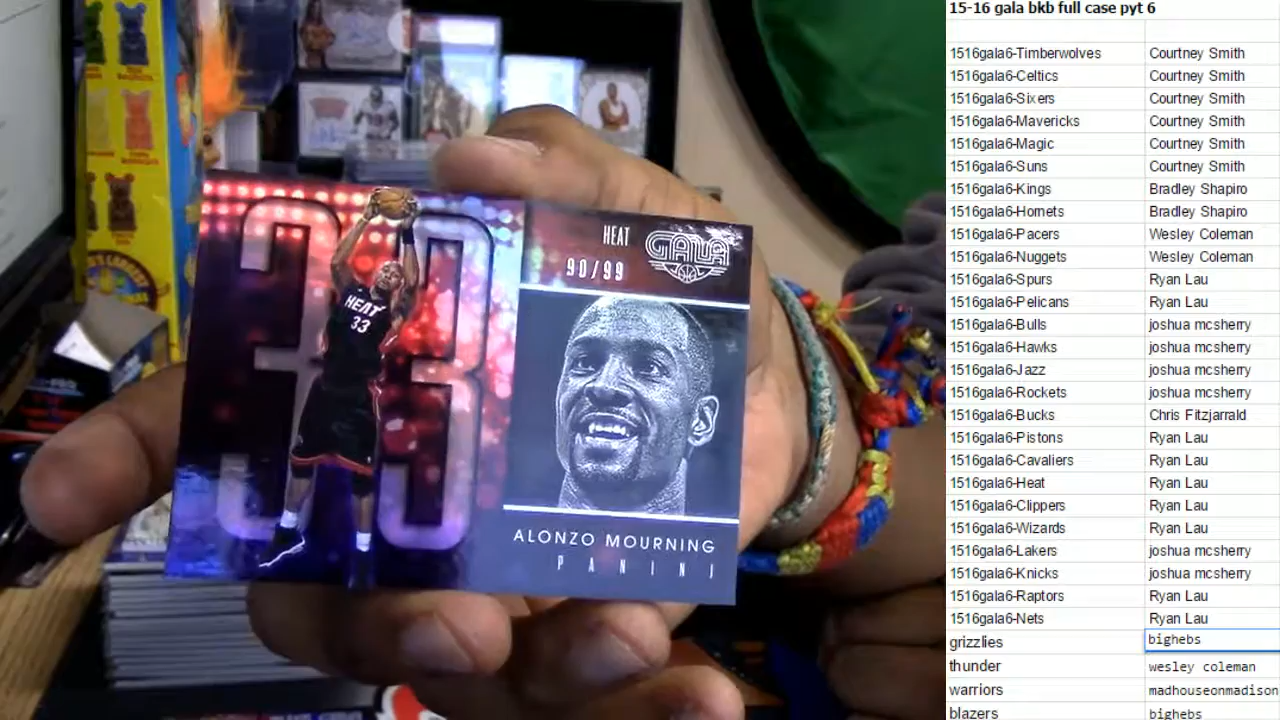 HEAT
GALA
90/99
HEAT
33
33
ALONZO MOURNING
PANINI
15-16 gala bkb full case pyt 6
1516gala6-Timberwolves Courtney Smith
1516gala6-Celtics Courtney Smith
1516gala6-Sixers Courtney Smith
1516gala6-Mavericks Courtney Smith
1516gala6-Magic Courtney Smith
1516gala6-Suns Courtney Smith
1516gala6-Kings Bradley Shapiro
1516gala6-Hornets Bradley Shapiro
1516gala6-Pacers Wesley Coleman
1516gala6-Nuggets Wesley Coleman
1516gala6-Spurs Ryan Lau
1516gala6-Pelicans Ryan Lau
1516gala6-Bulls joshua mcsherry
1516gala6-Hawks joshua mcsherry
1516gala6-Jazz joshua mcsherry
1516gala6-Rockets joshua mcsherry
1516gala6-Bucks Chris Fitzjarrald
1516gala6-Pistons Ryan Lau
1516gala6-Cavaliers Ryan Lau
1516gala6-Heat Ryan Lau
1516gala6-Clippers Ryan Lau
1516gala6-Wizards Ryan Lau
1516gala6-Lakers joshua mcsherry
1516gala6-Knicks joshua mcsherry
1516gala6-Raptors Ryan Lau
1516gala6-Nets Ryan Lau
grizzlies bighebs
thunder wesley coleman
warriors madhouseonmadison
blazers bighebs